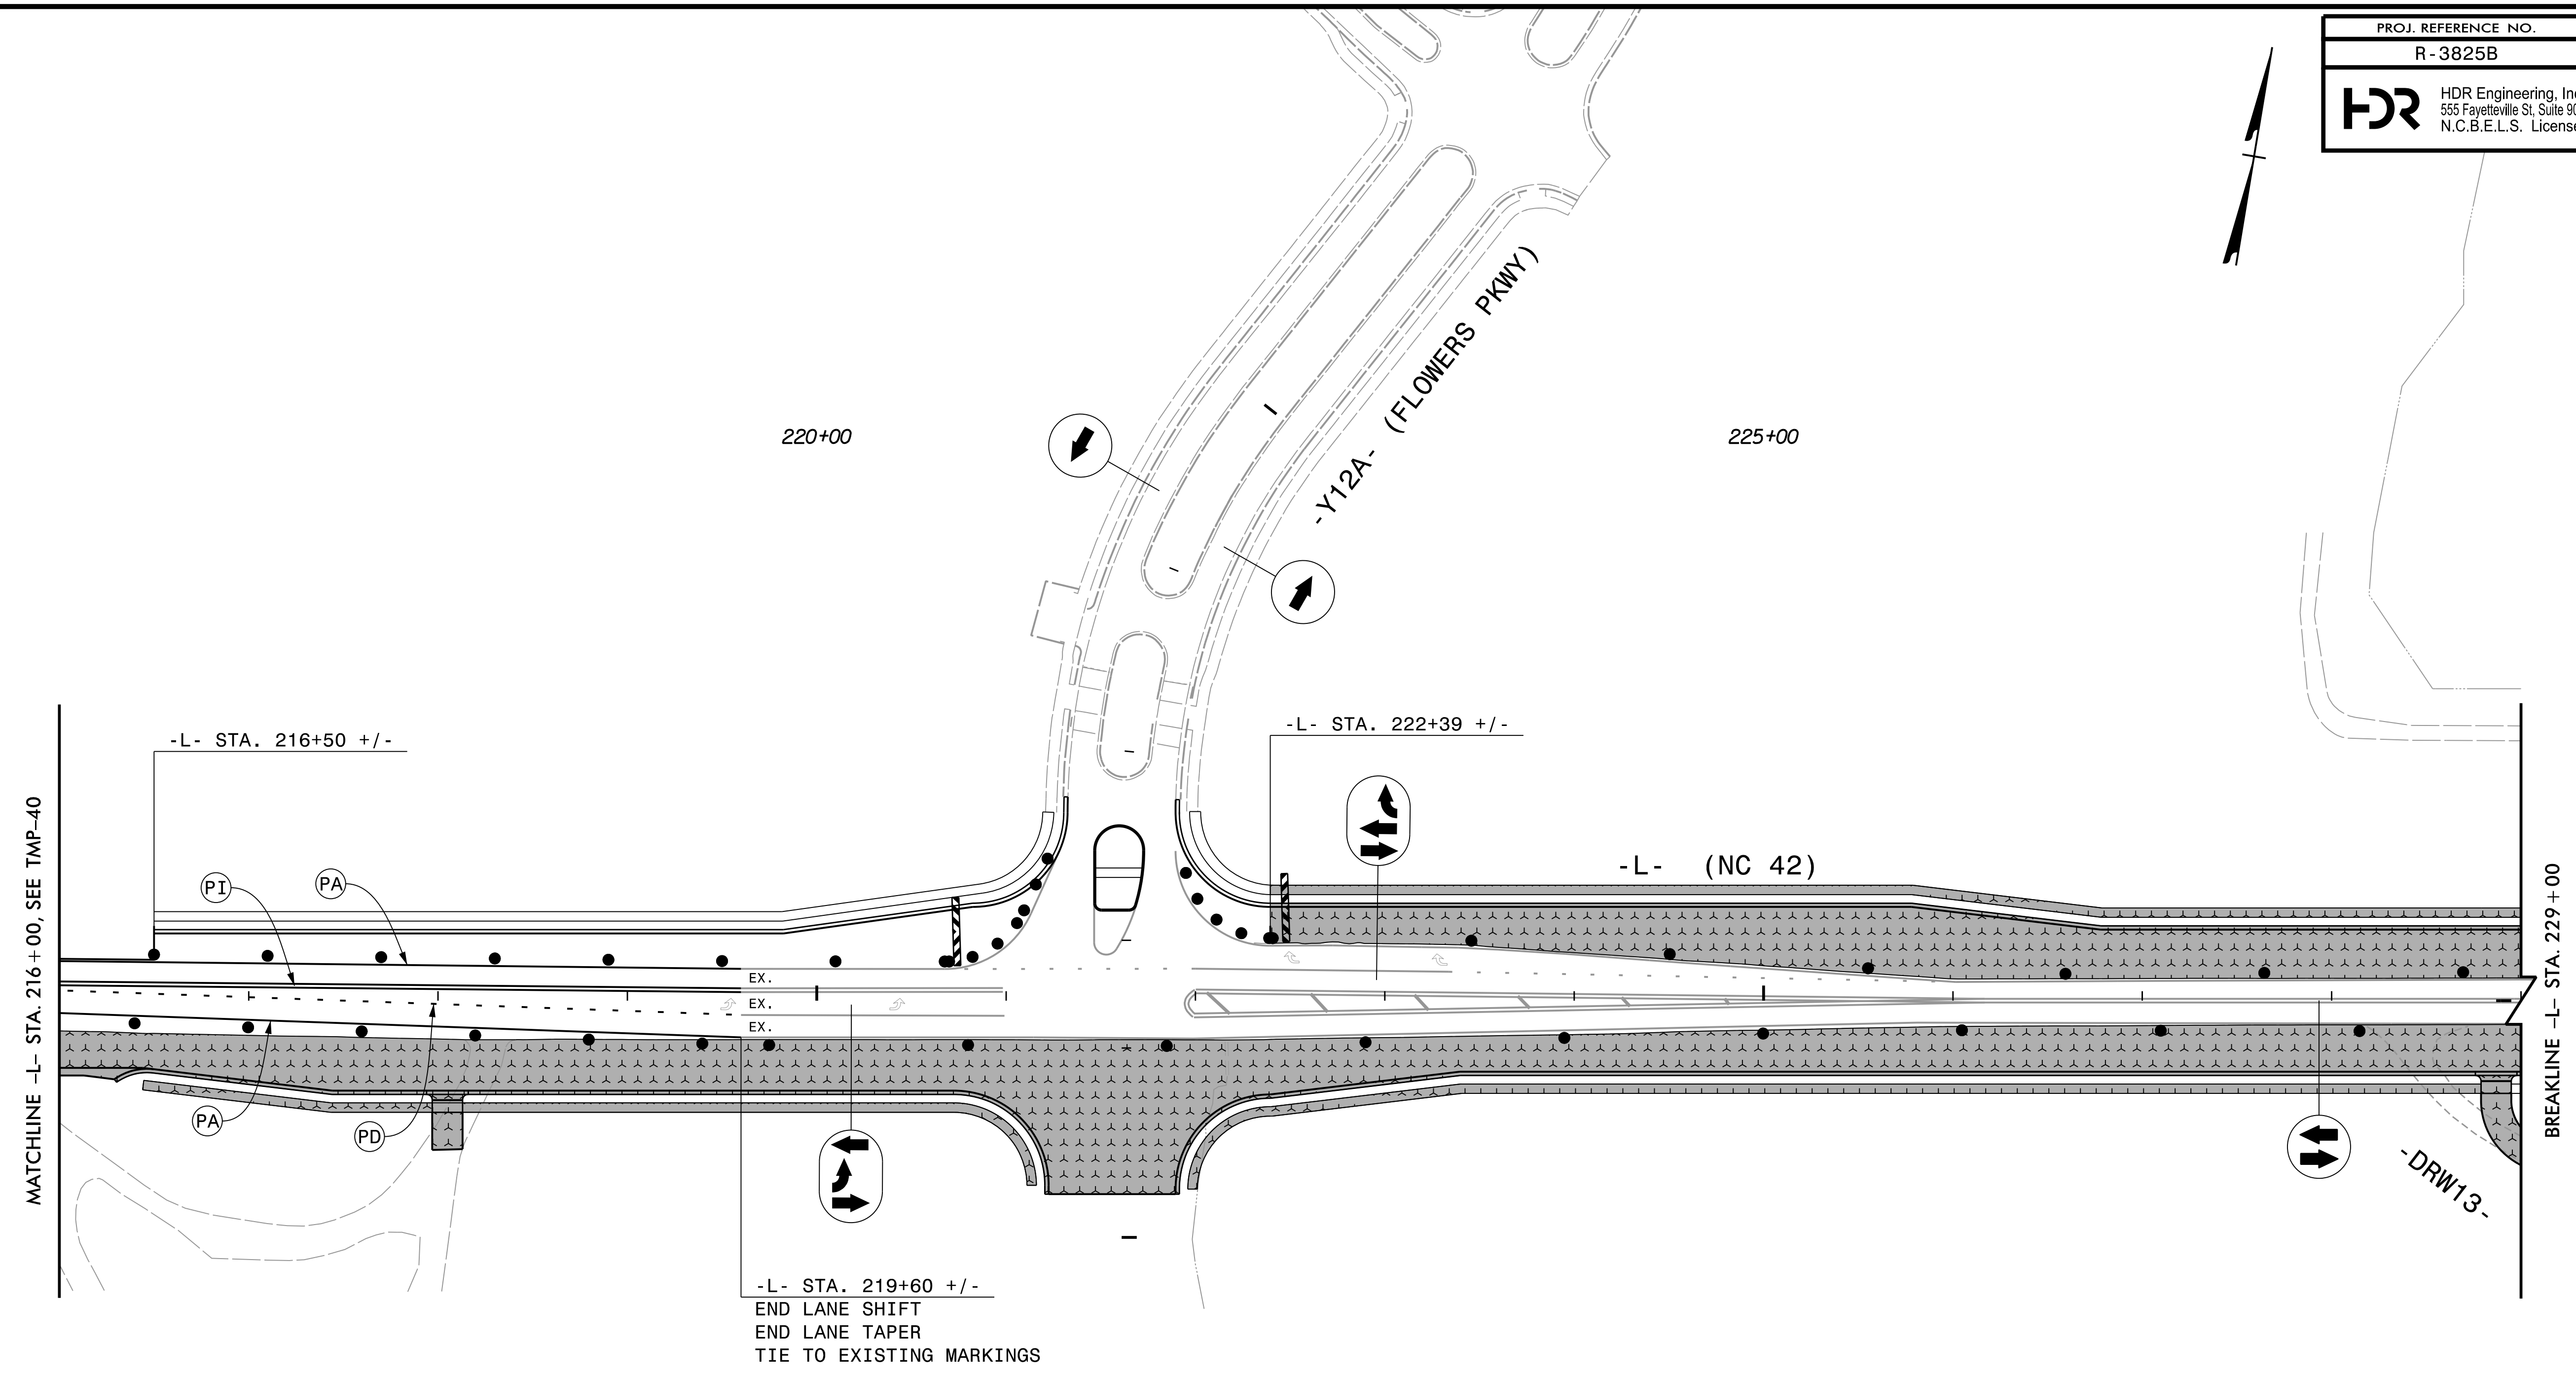 PROJ. REFERENCE NO.
R-3825B
HDR
HDR Engineering, Inc
555 Fayetteville St, Suite 90
N.C.B.E.L.S. License
220+00
-Y12A- (FLOWERS PKWY)
225+00
-L- STA. 216+50 +/-
-L- STA. 222+39 +/-
MATCHLINE -L- STA. 216+00, SEE TMP-40
PI
PA
-L- (NC 42)
BREAKLINE -L- STA. 229+00
EX.
EX.
EX.
PA
PD
-DRW13-
-L- STA. 219+60 +/-
END LANE SHIFT
END LANE TAPER
TIE TO EXISTING MARKINGS